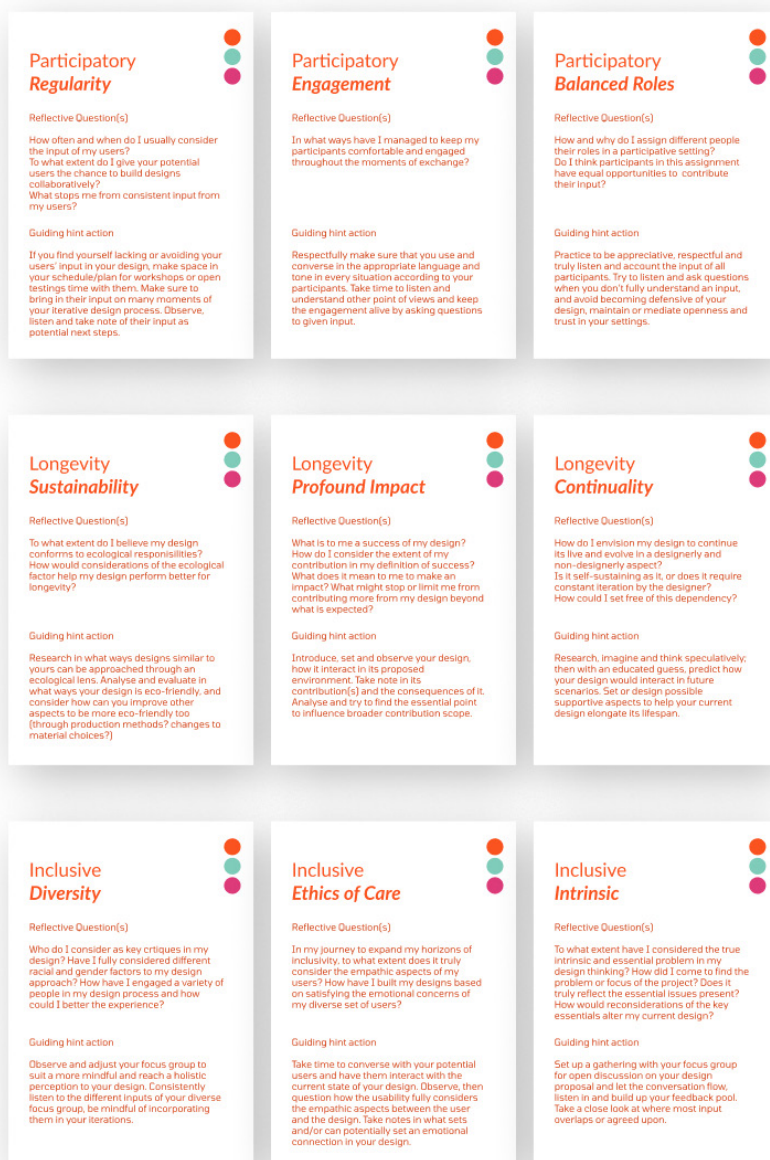 Participatory
Regularity
Reflective Question(s)
How often and when do I usually consider
the input of my users?
To what extent do I give your potential
users the chance to build designs
collaboratively?
What stops me from consistent input from
my users?
Guiding hint action
If you find yourself lacking or avoiding your
users' input in your design, make space in
your schedule/plan for workshops or open
testings time with them. Make sure to
bring in their input on many moments of
your iterative design process. Observe,
listen and take note of their input as
potential next steps.
Participatory
Engagement
Reflective Question(s)
In what ways have I managed to keep my
participants comfortable and engaged
throughout the moments of exchange?
Guiding hint action
Respectfully make sure that you use and
converse in the appropriate language and
tone in every situation according to your
participants. Take time to listen and
understand other point of views and keep
the engagement alive by asking questions
to given input.
Participatory
Balanced Roles
Reflective Question(s)
How and why do I assign different people
their roles in a participative setting?
Do I think participants in this assignment
have equal opportunities to contribute
their input?
Guiding hint action
Practice to be appreciative, respectful and
truly listen and account the input of all
participants. Try to listen and ask questions
when you don't fully understand an input,
and avoid becoming defensive of your
design, maintain or mediate openness and
trust in your settings.
Longevity
Sustainability
Reflective Question(s)
To what extent do I believe my design
conforms to ecological responisilities?
How would considerations of the ecological
factor help my design perform better for
longevity?
Guiding hint action
Research in what ways designs similar to
yours can be approached through an
ecological lens. Analyse and evaluate in
what ways your design is eco-friendly, and
consider how can you improve other
aspects to be more eco-friendly too
(through production methods? changes to
material choices?)
Longevity
Profound Impact
Reflective Question(s)
What is to me a success of my design?
How do I consider the extent of my
contribution in my definition of success?
What does it mean to me to make an
impact? What might stop or limit me from
contributing more from my design beyond
what is expected?
Guiding hint action
Introduce, set and observe your design,
how it interact in its proposed
environment. Take note in its
contribution(s) and the consequences of it.
Analyse and try to find the essential point
to influence broader contribution scope.
Longevity
Continuality
Reflective Question(s)
How do I envision my design to continue
its live and evolve in a designerly and
non-designerly aspect?
Is it self-sustaining as it, or does it require
constant iteration by the designer?
How could I set free of this dependency?
Guiding hint action
Research, imagine and think speculatively;
then with an educated guess, predict how
your design would interact in future
scenarios. Set or design possible
supportive aspects to help your current
design elongate its lifespan.
Inclusive
Diversity
Reflective Question(s)
Who do I consider as key crtiques in my
design? Have I fully considered different
racial and gender factors to my design
approach? How have I engaged a variety of
people in my design process and how
could I better the experience?
Guiding hint action
Observe and adjust your focus group to
suit a more mindful and reach a holistic
perception to your design. Consistently
listen to the different inputs of your diverse
focus group, be mindful of incorporating
them in your iterations.
Inclusive
Ethics of Care
Reflective Question(s)
In my journey to expand my horizons of
inclusivity, to what extent does it truly
consider the empathic aspects of my
users? How have I built my designs based
on satisfying the emotional concerns of
my diverse set of users?
Guiding hint action
Take time to converse with your potential
users and have them interact with the
current state of your design. Observe, then
question how the usability fully considers
the empathic aspects between the user
and the design. Take notes in what sets
and/or can potentially set an emotional
connection in your design.
Inclusive
Intrinsic
Reflective Question(s)
To what extent have I considered the true
intrinsic and essential problem in my
design thinking? How did I come to find the
problem or focus of the project? Does it
truly reflect the essential issues present?
How would reconsiderations of the key
essentials alter my current design?
Guiding hint action
Set up a gathering with your focus group
for open discussion on your design
proposal and let the conversation flow,
listen in and build up your feedback pool.
Take a close look at where most input
overlaps or agreed upon.